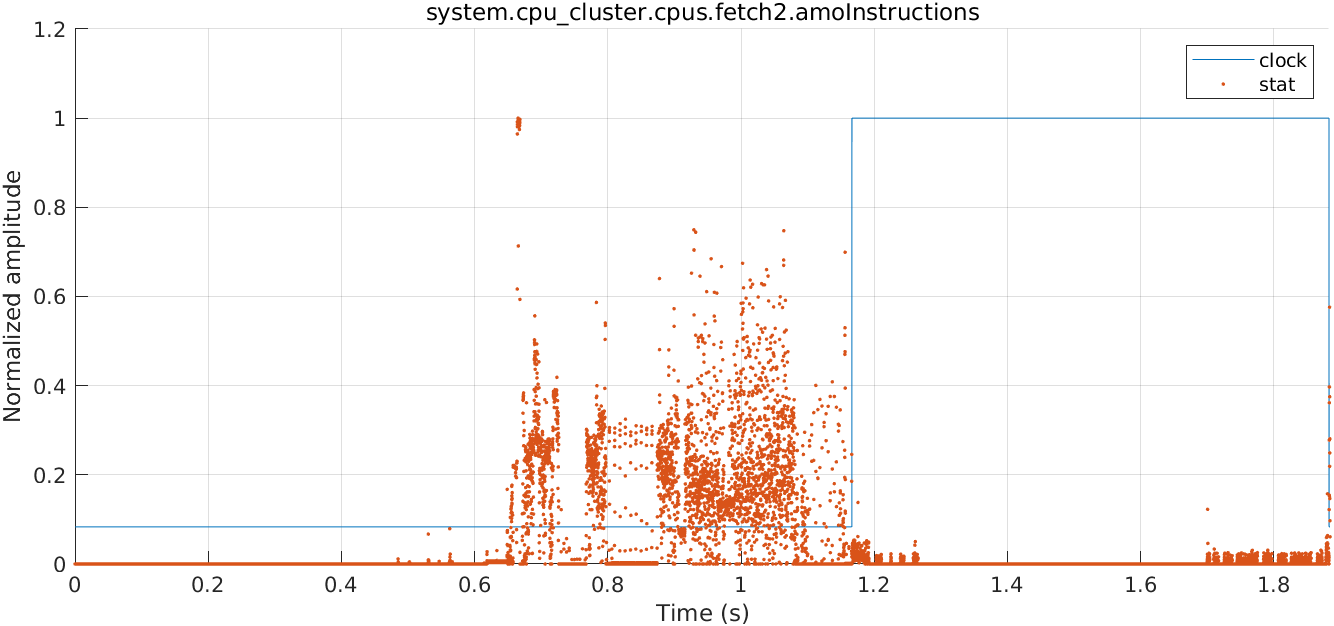 system.cpu_cluster.cpus.fetch2.amoInstructions
1.2
1
0.8
0.6
0.4
0.2
0
Normalized amplitude
clock
stat
0 0.2 0.4 0.6 0.8 1 1.2 1.4 1.6 1.8
Time (s)